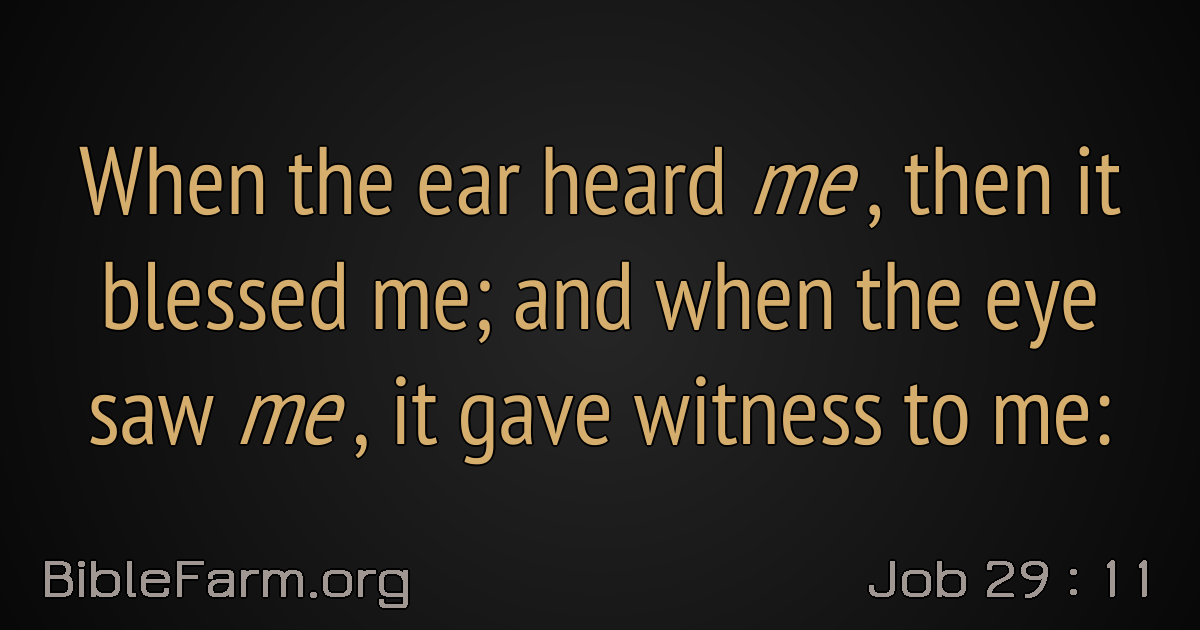 When the ear heard me, then it
blessed me; and when the eye
saw me, it gave witness to me:
BibleFarm.org
Job 29 : 11